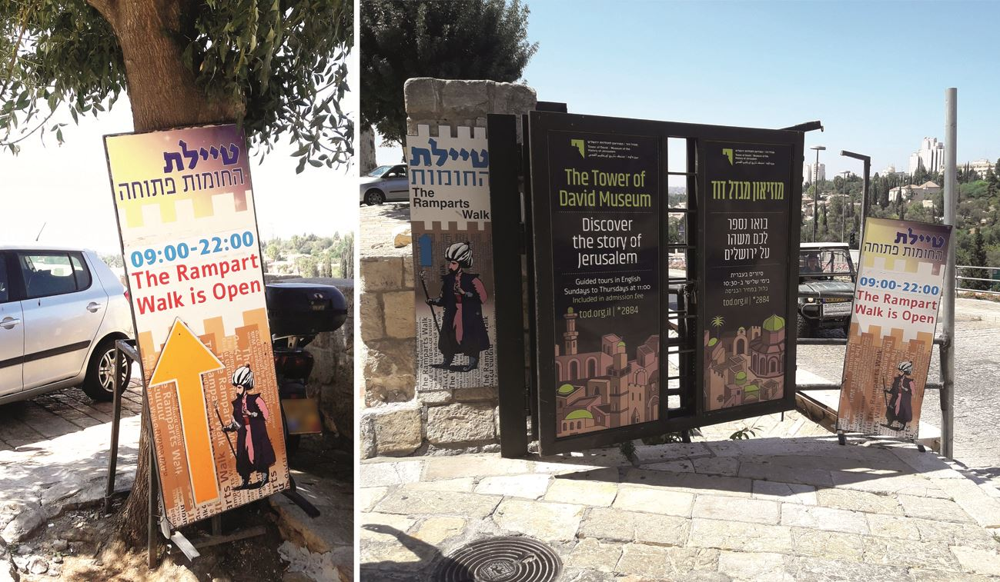 טיילת
החומות פתוחה
09:00-22:00
The Rampart
Walk is Open
The Ramparts Walk
טיילת
החומות
The
Ramparts
Walk
The Ramparts Walk
Tower of David | Museum of the
History of Jerusalem
The Tower of
David Museum
Discover
the story of
Jerusalem
Guided tours in English
Sundays to Thursdays at 11:00
Included in admission fee
tod.org.il | *2884
Tower of David | Museum of the
History of Jerusalem
מוזיאון מגדל דוד
בואו נספר
לכם משהו
על ירושלים
סיורים בעברית
בימי שלישי ב-10:30
כלול במחיר הכניסה
tod.org.il | *2884
טיילת
החומות פתוחה
09:00-22:00
The Rampart
Walk is Open